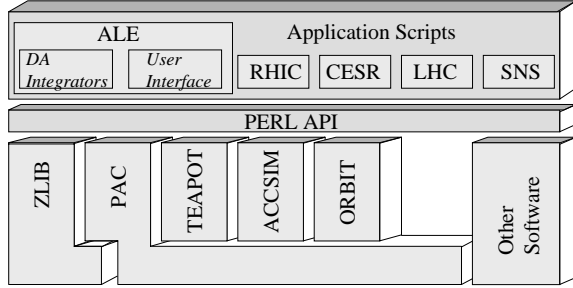 ALE
Application Scripts
DA
Integrators
User
Interface
RHIC
CESR
LHC
SNS
PERL API
ZLIB
PAC
TEAPOT
ACCSIM
ORBIT
Other
Software